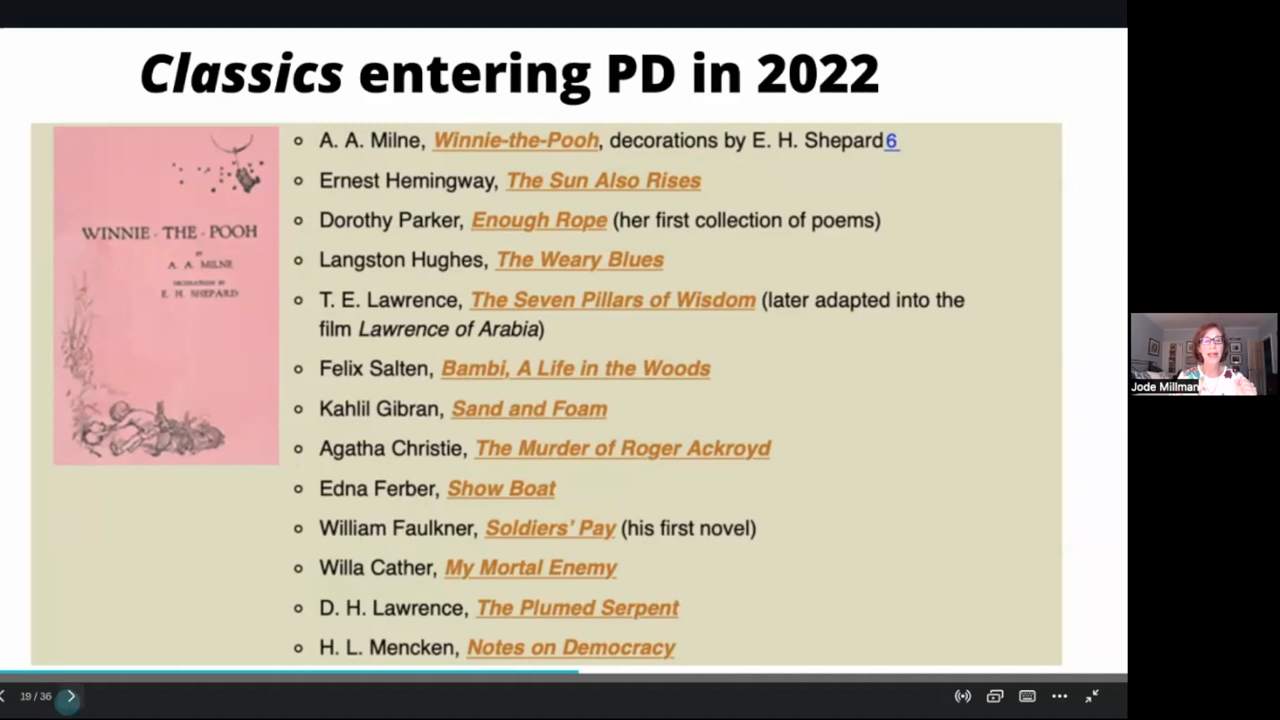 Classics entering PD in 2022
WINNIE-THE-POOH
BY
A. A. MILNE
DECORATIONS BY
E. H. SHEPARD
A. A. Milne, Winnie-the-Pooh, decorations by E. H. Shepard6
Ernest Hemingway, The Sun Also Rises
Dorothy Parker, Enough Rope (her first collection of poems)
Langston Hughes, The Weary Blues
T. E. Lawrence, The Seven Pillars of Wisdom (later adapted into the
film Lawrence of Arabia)
Felix Salten, Bambi, A Life in the Woods
Kahlil Gibran, Sand and Foam
Agatha Christie, The Murder of Roger Ackroyd
Edna Ferber, Show Boat
William Faulkner, Soldiers’ Pay (his first novel)
Willa Cather, My Mortal Enemy
D. H. Lawrence, The Plumed Serpent
H. L. Mencken, Notes on Democracy
Jode Millman
19 / 36